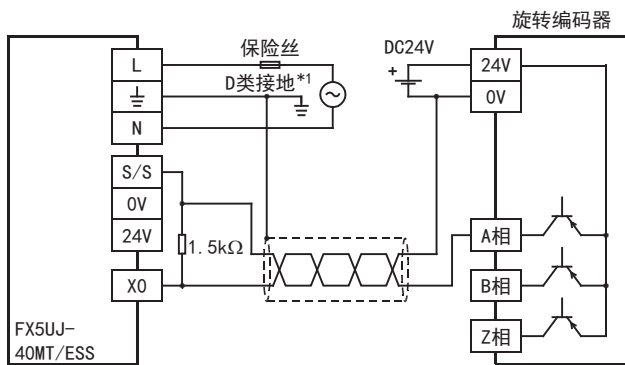 旋转编码器
保险丝
DC24V
L
D类接地*1
24V
+
0V
N
S/S
0V
24V
1.5kΩ
A相
X0
B相
Z相
FX5UJ-
40MT/ESS